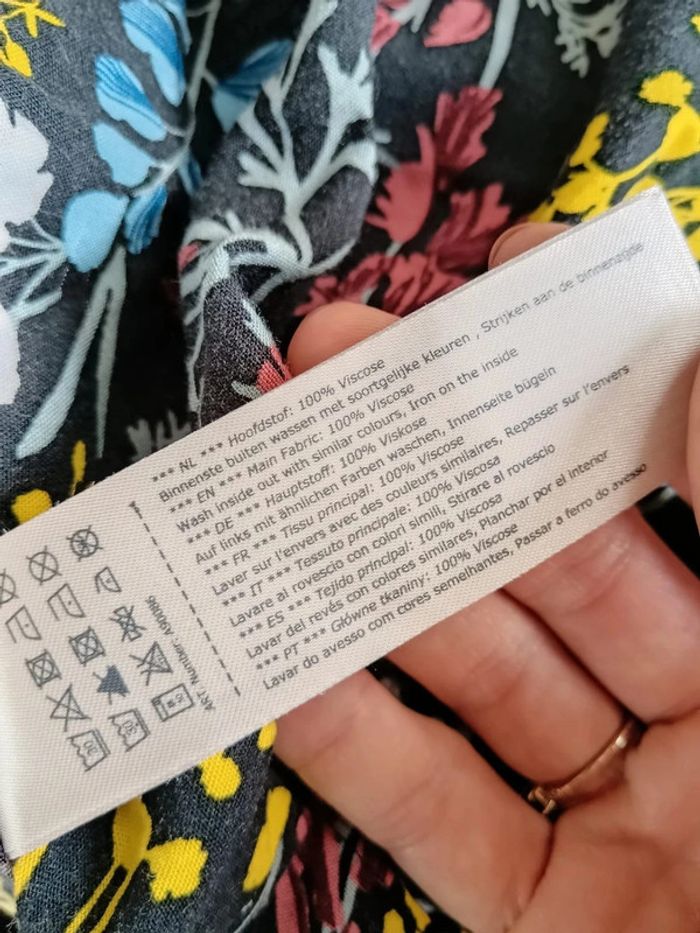 *** NL *** Hoofdstof: 100% Viscose
Binnenste buiten wassen met soortgelijke kleuren , Strijken aan de binnenzijde
*** EN *** Main Fabric: 100% Viscose
Wash inside out with similar colours, Iron on the inside
*** DE *** Hauptstoff: 100% Viskose
Auf links mit ähnlichen Farben waschen, Innenseite bügeln
*** FR *** Tissu principal: 100% Viscose
Laver sur l'envers avec des couleurs similaires, Repasser sur l'envers
*** IT *** Tessuto principale: 100% Viscosa
Lavare al rovescio con colori simili, Stirare al rovescio
*** ES *** Tejido principal: 100% Viscosa
Lavar del revés con colores similares, Planchar por el interior
*** PT *** Główne tkaniny: 100% Viscose
Lavar do avesso com cores semelhantes, Passar a ferro do avesso
ART Number
30
30